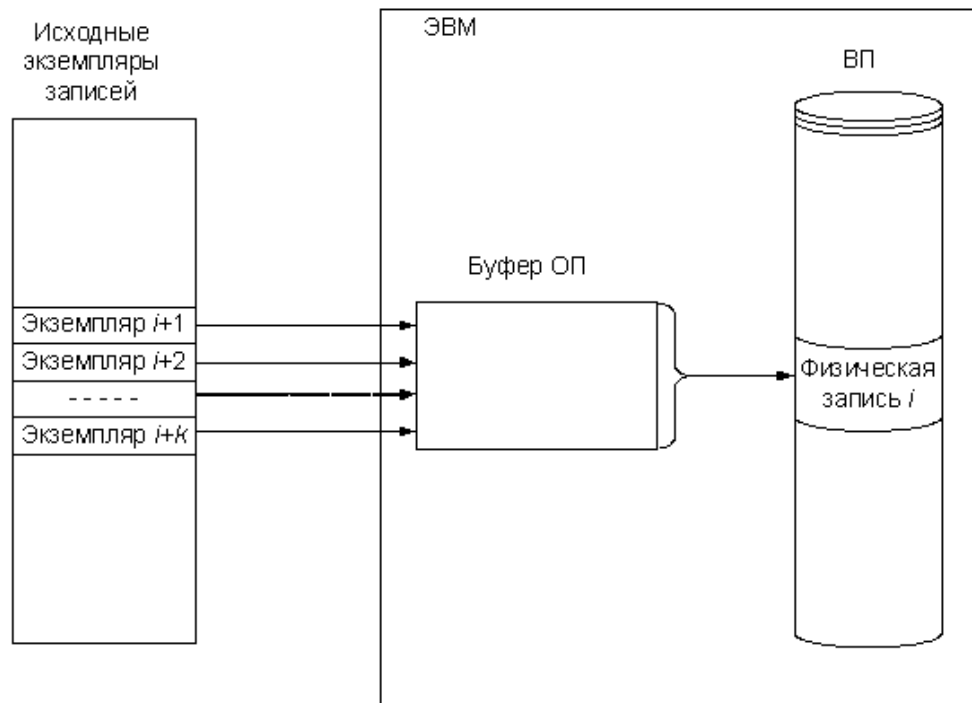 Исходные
экземпляры
записей
ЭВМ
ВП
Буфер ОП
Экземпляр i+1
Экземпляр i+2
- - - - -
Экземпляр i+k
Физическая
запись i